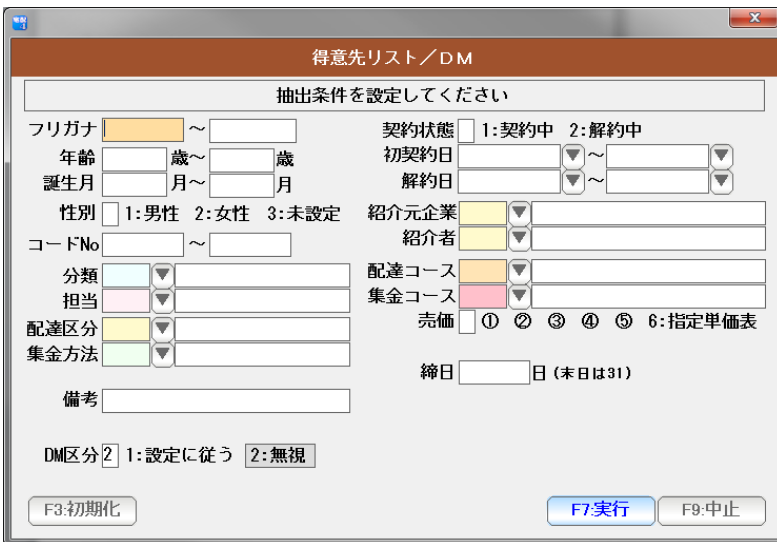 得意先リスト／DM
抽出条件を設定してください
フリガナ ～
年齢 歳～ 歳
誕生月 月～ 月
性別 1:男性 2:女性 3:未設定
コードNo ～
分類
担当
配達区分
集金方法
備考
DM区分 2 1:設定に従う 2:無視
契約状態 1:契約中 2:解約中
初契約日 ～
解約日 ～
紹介元企業
紹介者
配達コース
集金コース
売価 ① ② ③ ④ ⑤ 6:指定単価表
締日 日 (末日は31)
F3:初期化 F7:実行 F9:中止